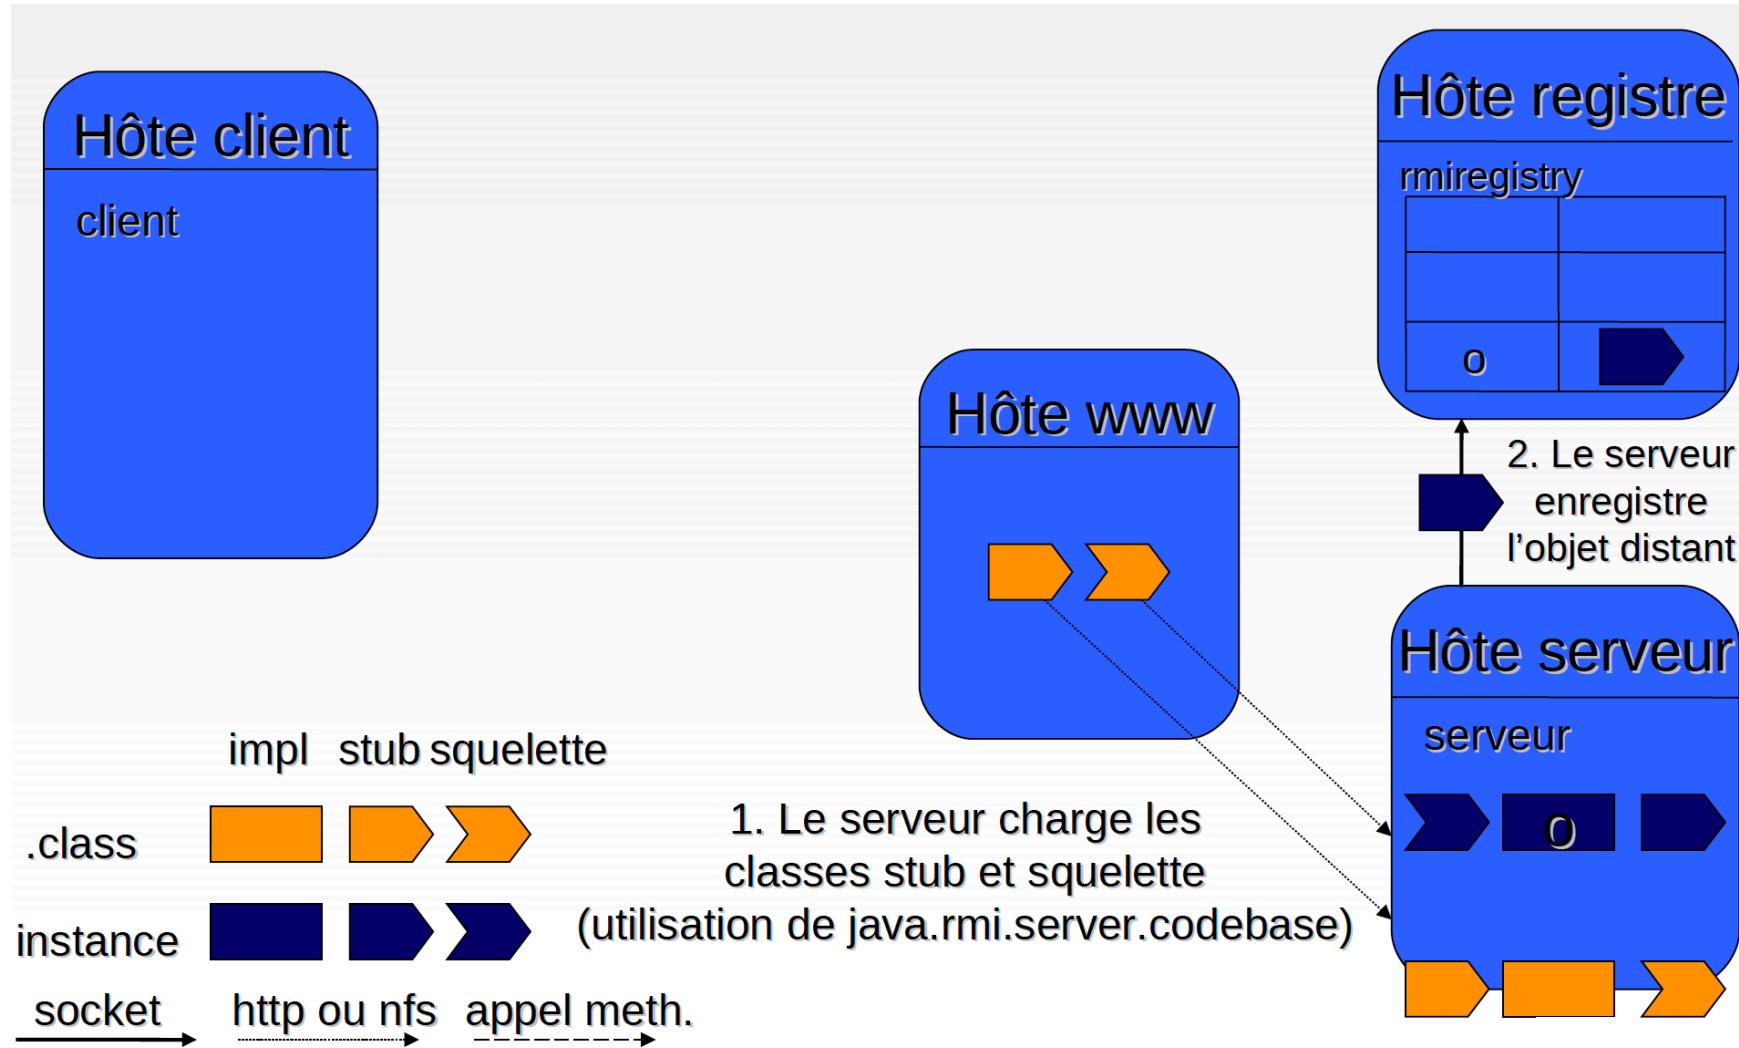 Hôte client
client
Hôte registre
rmiregistry
o
Hôte www
2. Le serveur
enregistre
l’objet distant
Hôte serveur
serveur
o
1. Le serveur charge les
classes stub et squelette
(utilisation de java.rmi.server.codebase)
impl stub squelette
.class
instance
socket http ou nfs appel meth.